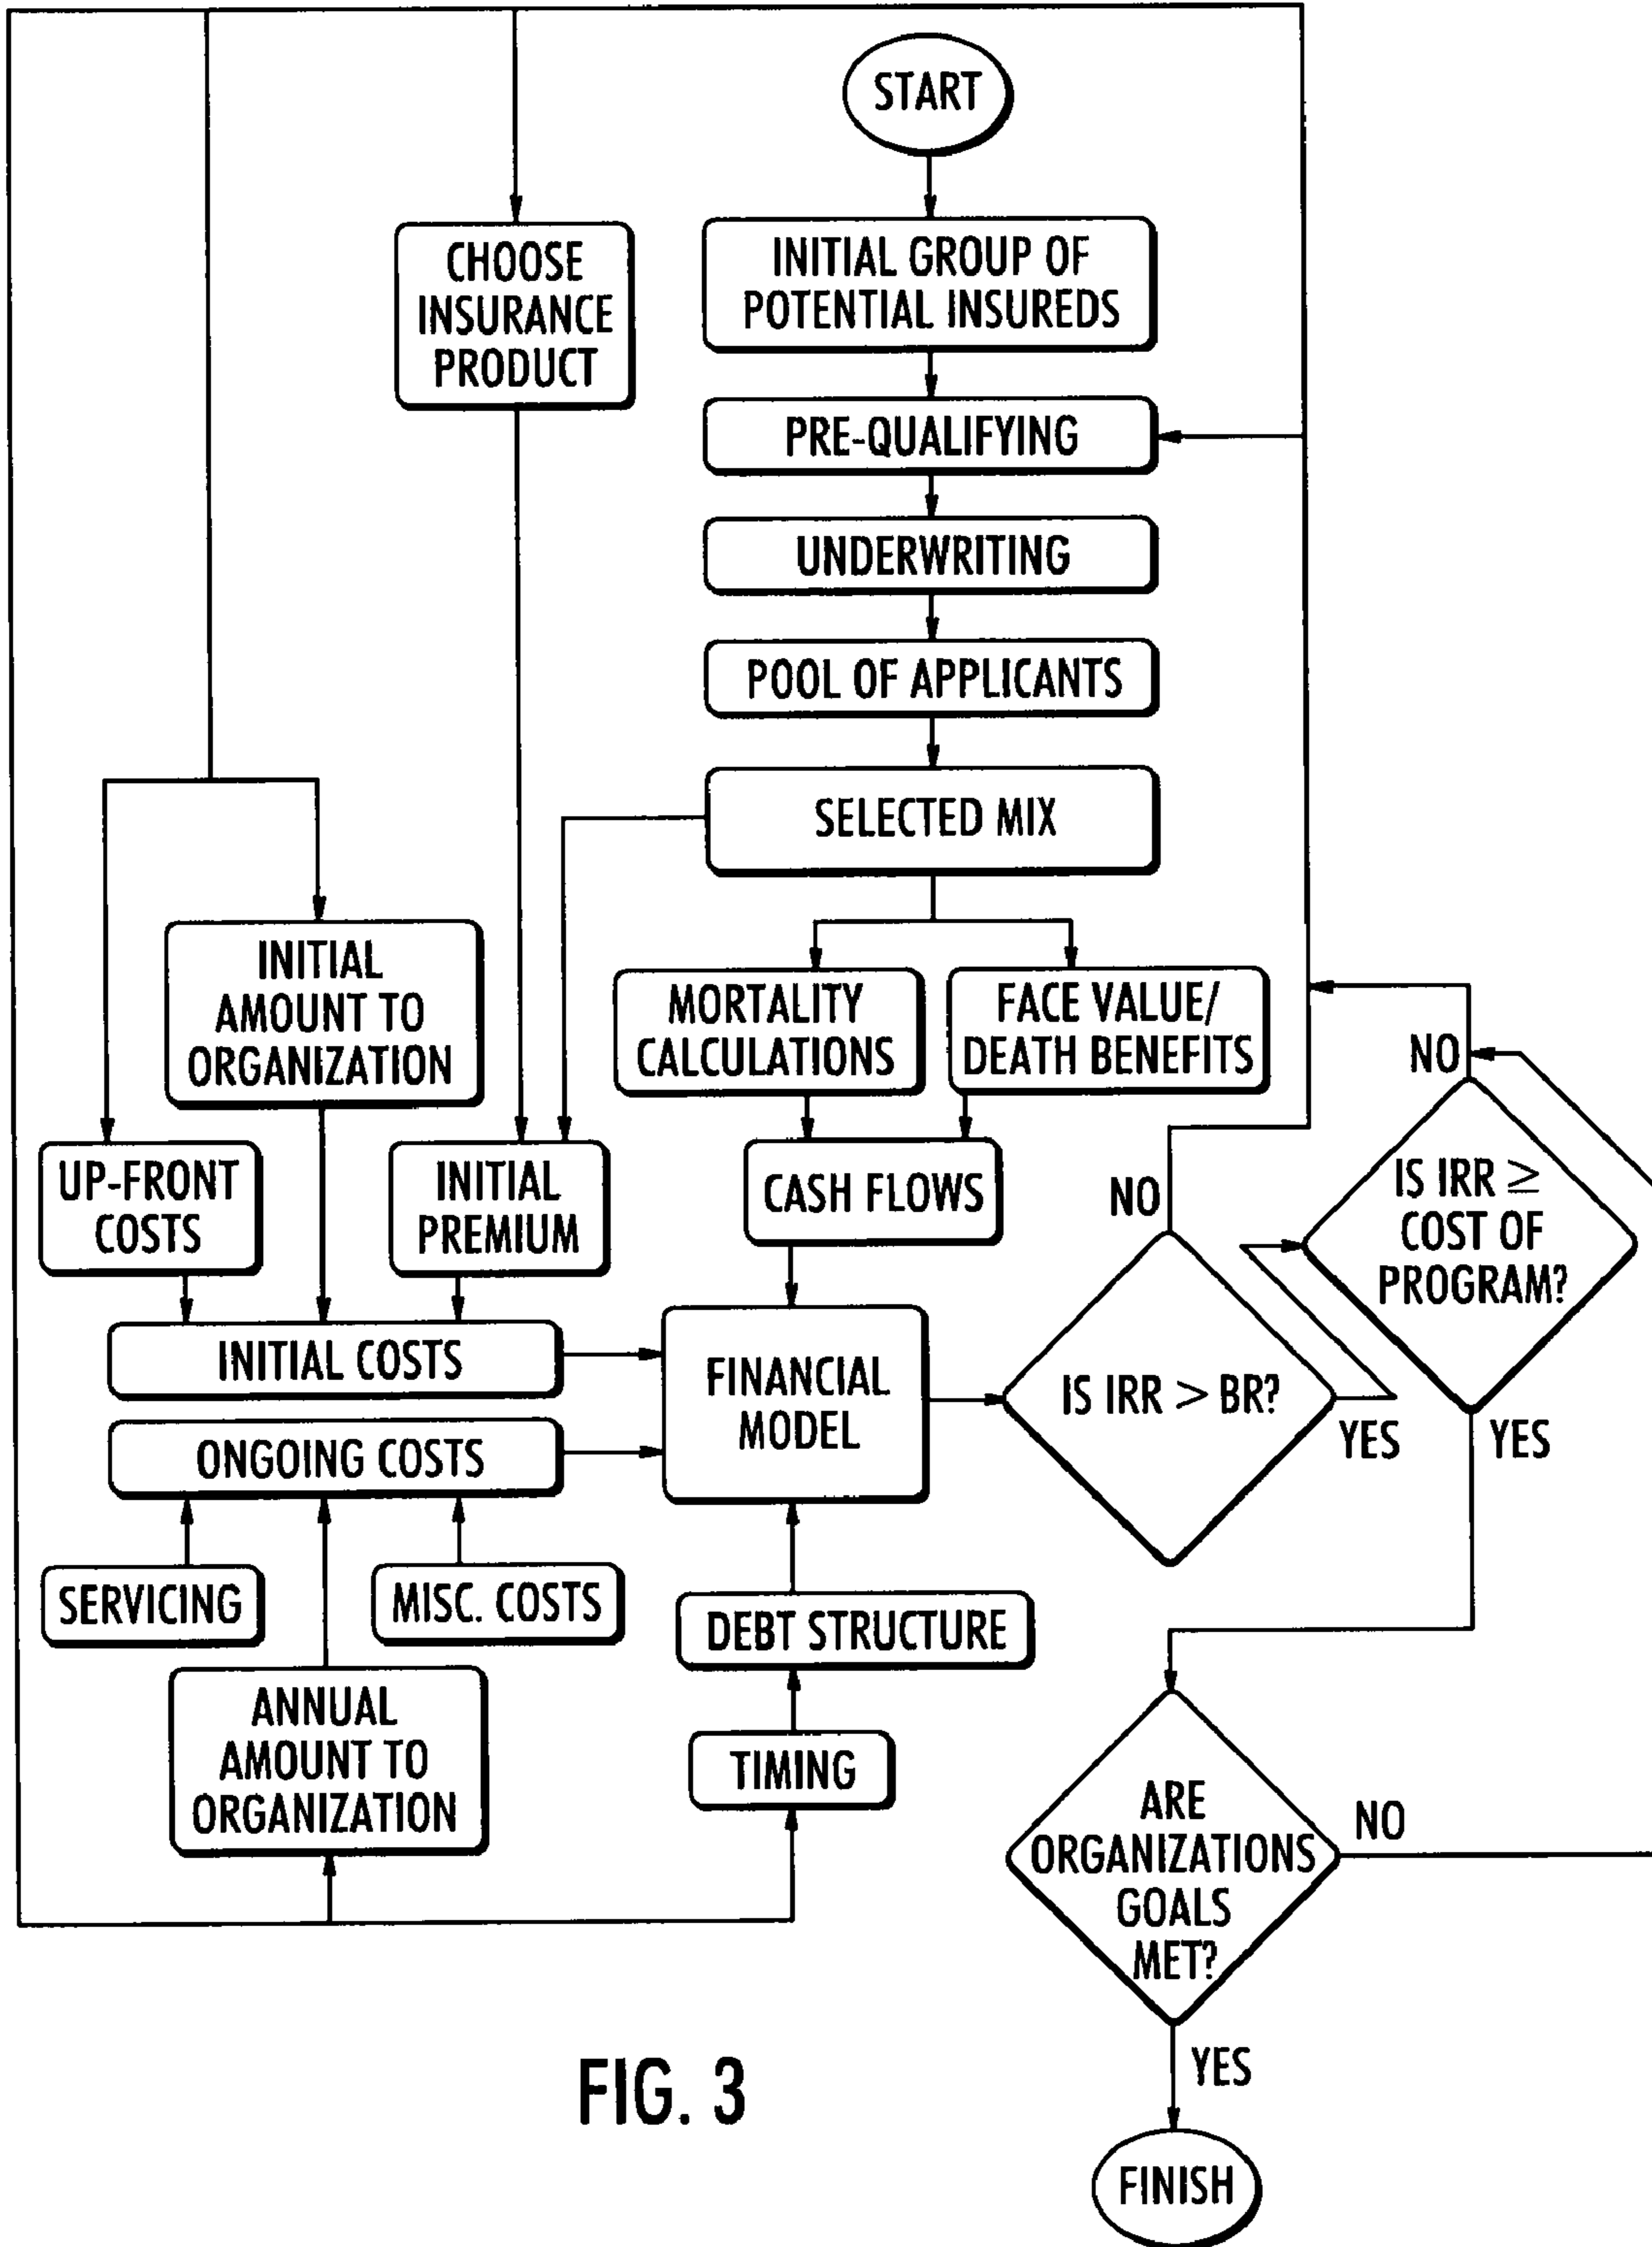 START
INITIAL GROUP OF
POTENTIAL INSUREDS
CHOOSE
INSURANCE
PRODUCT
PRE-QUALIFYING
UNDERWRITING
POOL OF APPLICANTS
SELECTED MIX
INITIAL
AMOUNT TO
ORGANIZATION
MORTALITY
CALCULATIONS
FACE VALUE/
DEATH BENEFITS
UP-FRONT
COSTS
INITIAL
PREMIUM
CASH FLOWS
NO
NO
IS IRR ≥
COST OF
PROGRAM?
INITIAL COSTS
FINANCIAL
MODEL
IS IRR > BR?
YES
YES
ONGOING COSTS
SERVICING
MISC. COSTS
DEBT STRUCTURE
ANNUAL
AMOUNT TO
ORGANIZATION
TIMING
ARE
ORGANIZATIONS
GOALS
MET?
NO
YES
FIG. 3
FINISH